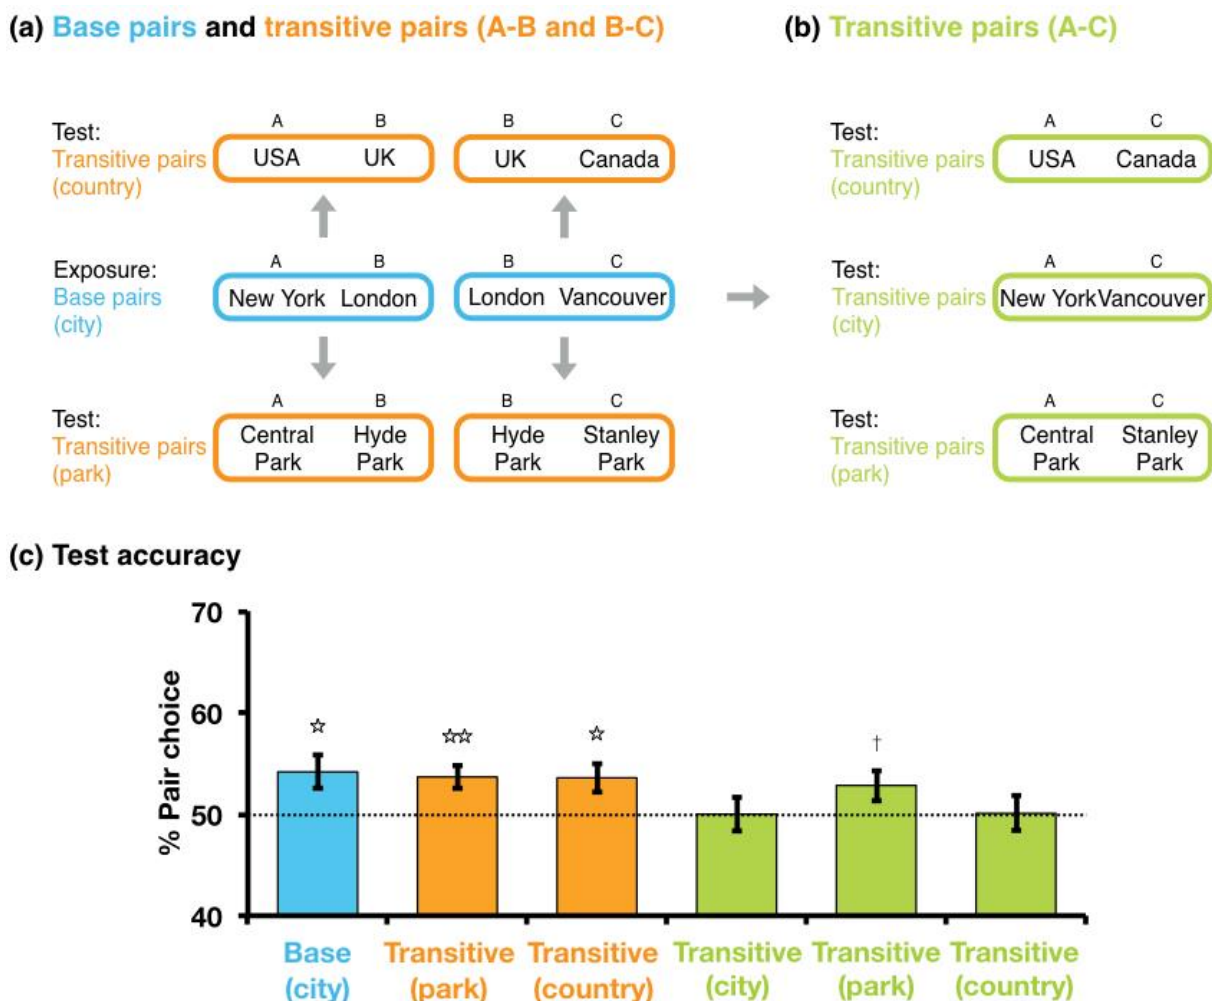 (a) Base pairs and transitive pairs (A-B and B-C)
A B B C
Test:
Transitive pairs
(country)
USA UK UK Canada
A B B C
Exposure:
Base pairs
(city)
New York London London Vancouver
A B B C
Test:
Transitive pairs
(park)
Central Hyde Hyde Stanley
Park Park Park Park
(b) Transitive pairs (A-C)
A C
Test:
Transitive pairs
(country)
USA Canada
A C
Test:
Transitive pairs
(city)
New York Vancouver
A C
Test:
Transitive pairs
(park)
Central Stanley
Park Park
(c) Test accuracy
% Pair choice
70
60
50
40
☆ ☆☆ ☆ †
Base Transitive Transitive Transitive Transitive Transitive
(city) (park) (country) (city) (park) (country)